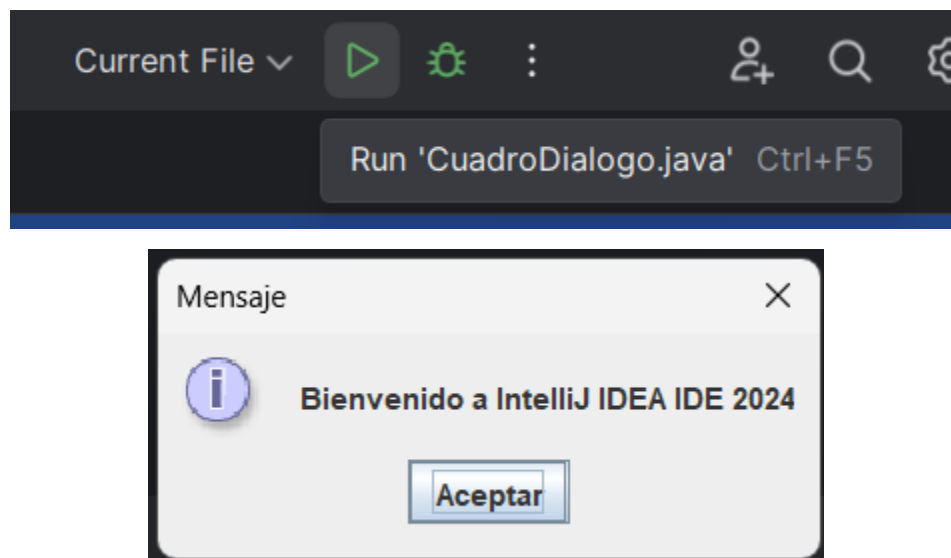 Current File
Run 'CuadroDialogo.java' Ctrl+F5
Mensaje
Bienvenido a IntelliJ IDEA IDE 2024
Aceptar